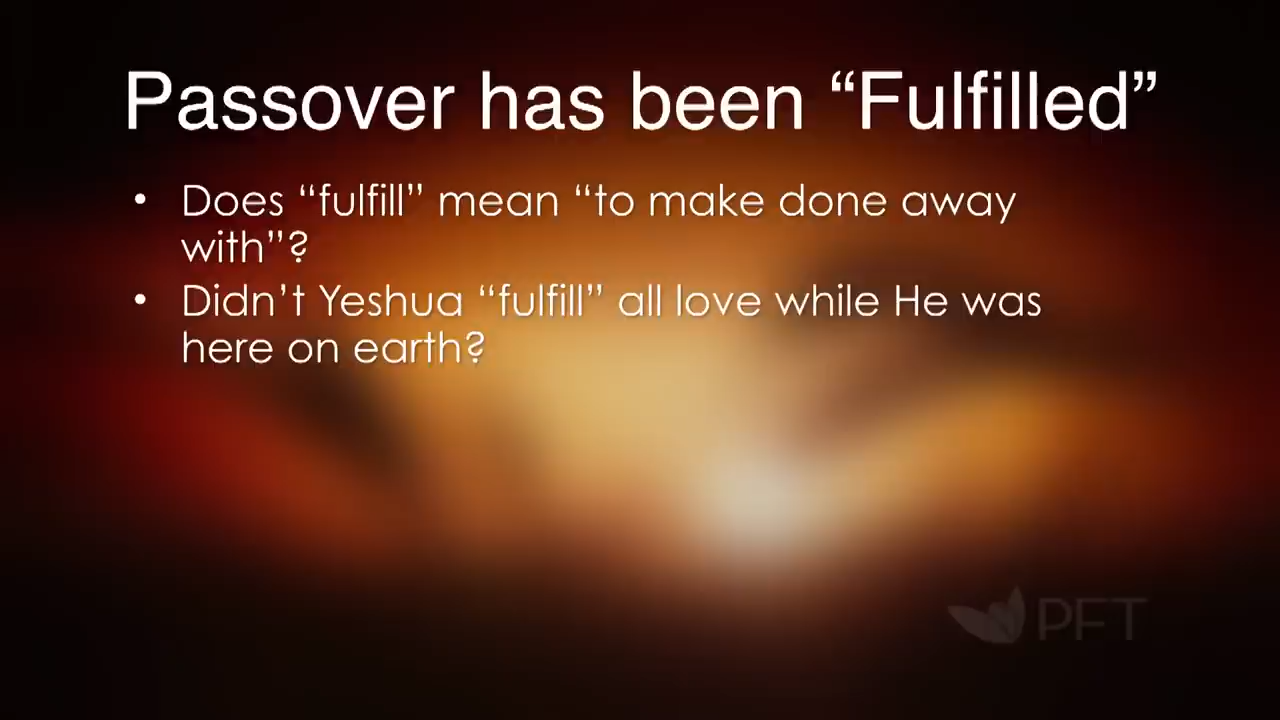 Passover has been “Fulfilled”
• Does “fulfill” mean “to make done away
with”?
• Didn’t Yeshua “fulfill” all love while He was
here on earth?
PFT